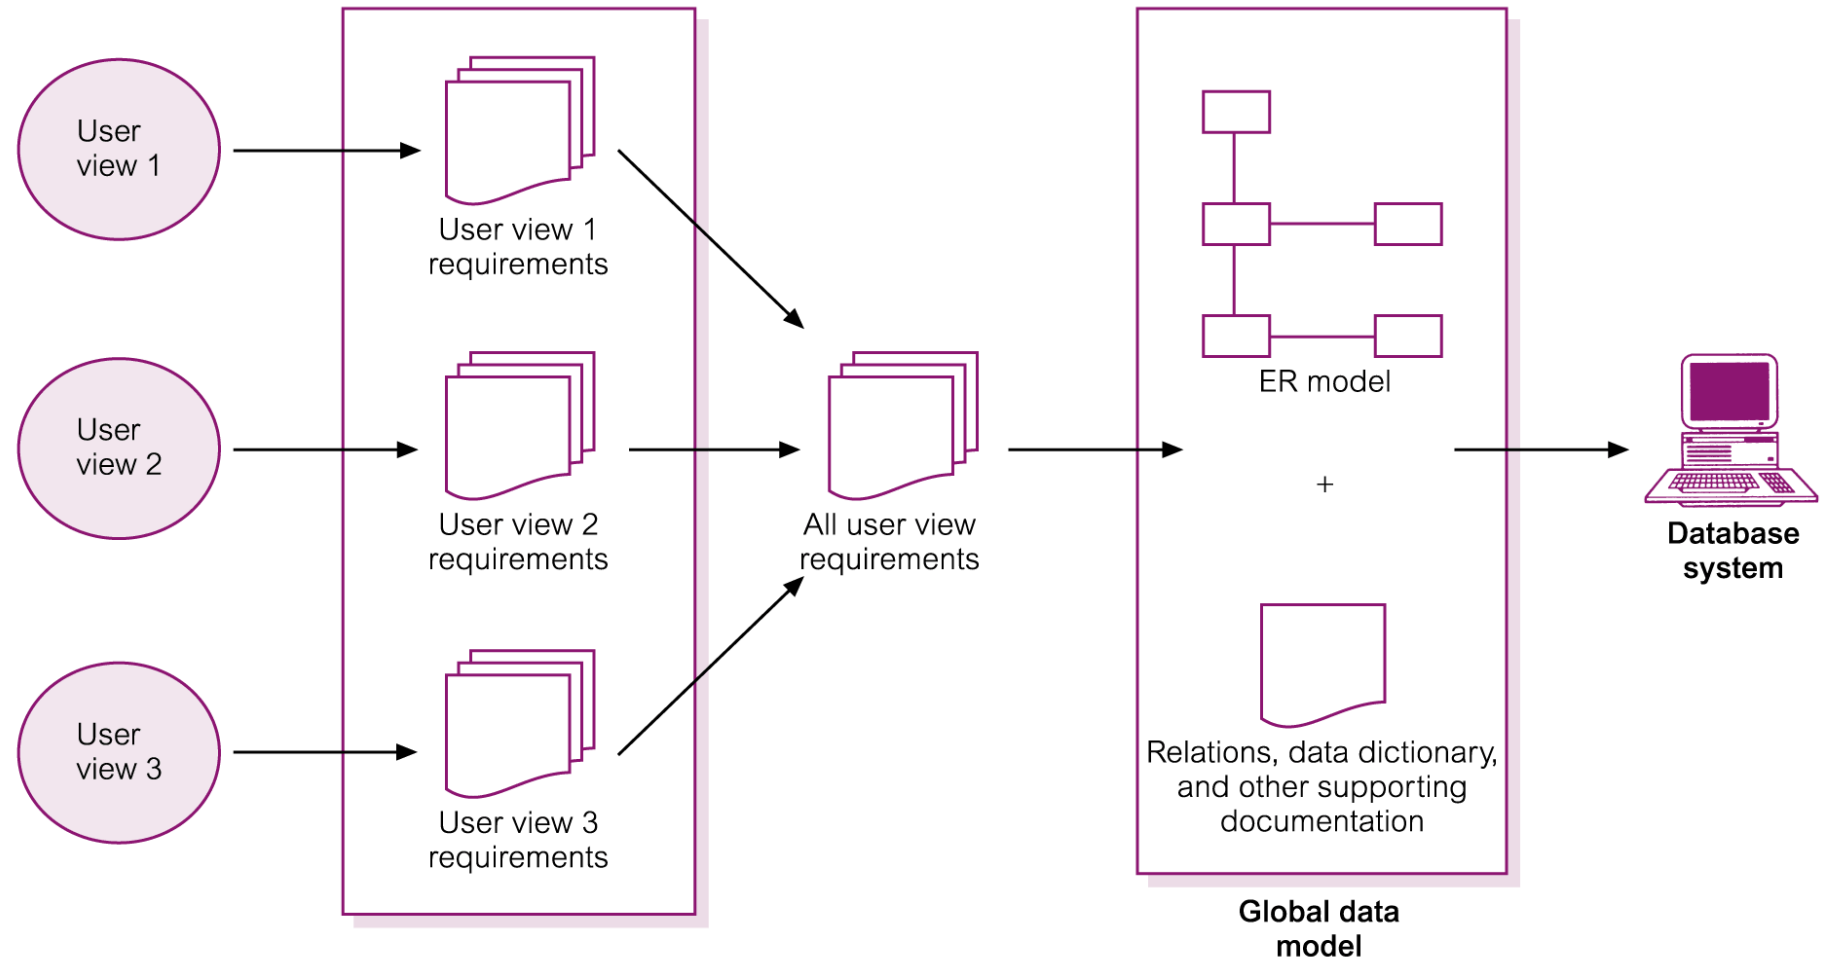 User
view 1
User view 1
requirements
User
view 2
User view 2
requirements
User
view 3
User view 3
requirements
All user view
requirements
ER model
+
Relations, data dictionary,
and other supporting
documentation
Global data
model
Database
system